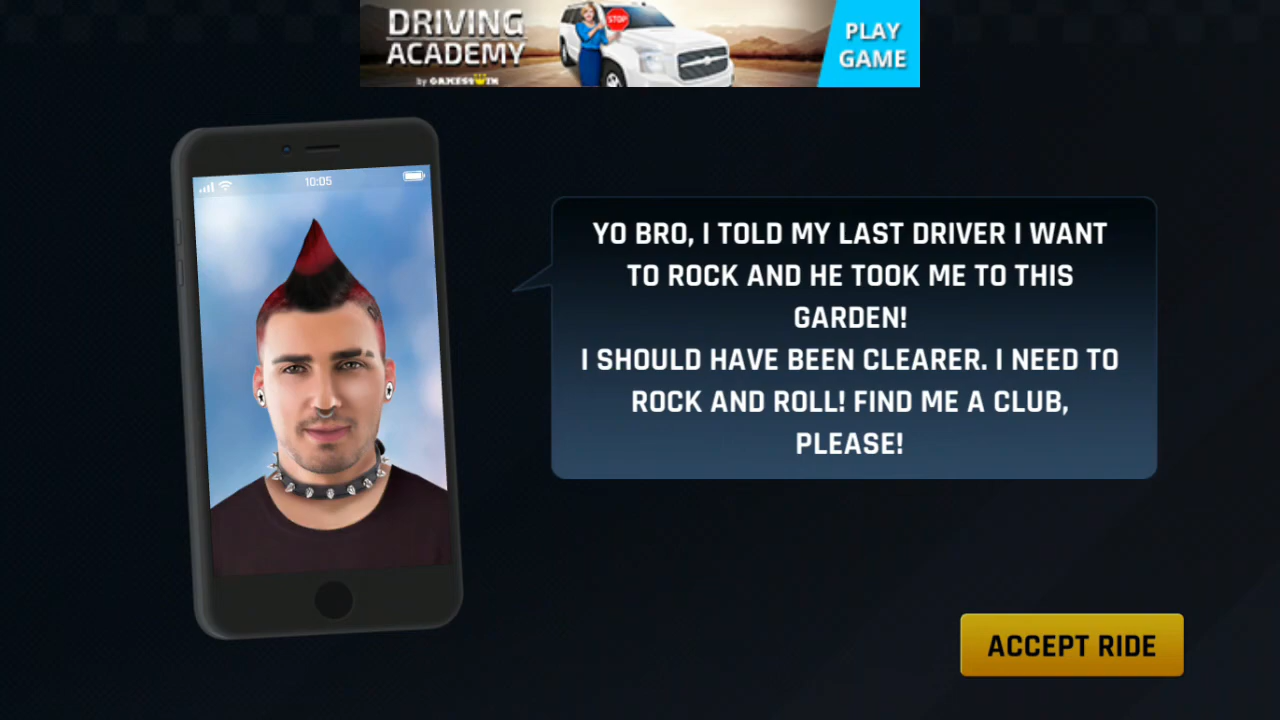 DRIVING
ACADEMY
by GAMESWIN
STOP
PLAY
GAME
10:05
YO BRO, I TOLD MY LAST DRIVER I WANT
TO ROCK AND HE TOOK ME TO THIS
GARDEN!
I SHOULD HAVE BEEN CLEARER. I NEED TO
ROCK AND ROLL! FIND ME A CLUB,
PLEASE!
ACCEPT RIDE